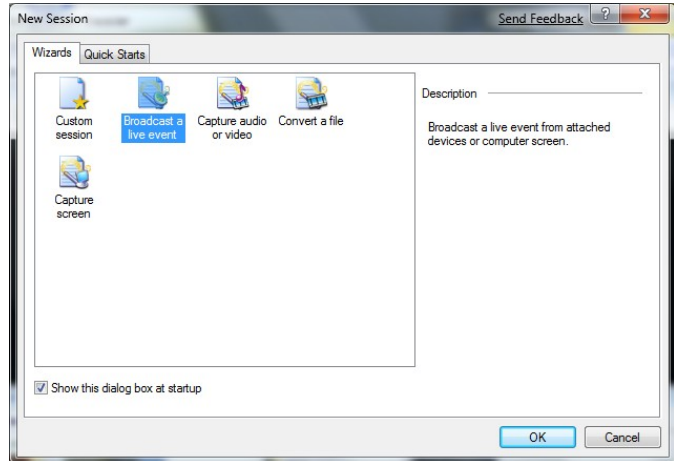 New Session
Send Feedback
?
X
Wizards
Quick Starts
Custom
session
Broadcast a
live event
Capture audio
or video
Convert a file
Capture
screen
Description
Broadcast a live event from attached
devices or computer screen.
Show this dialog box at startup
OK
Cancel